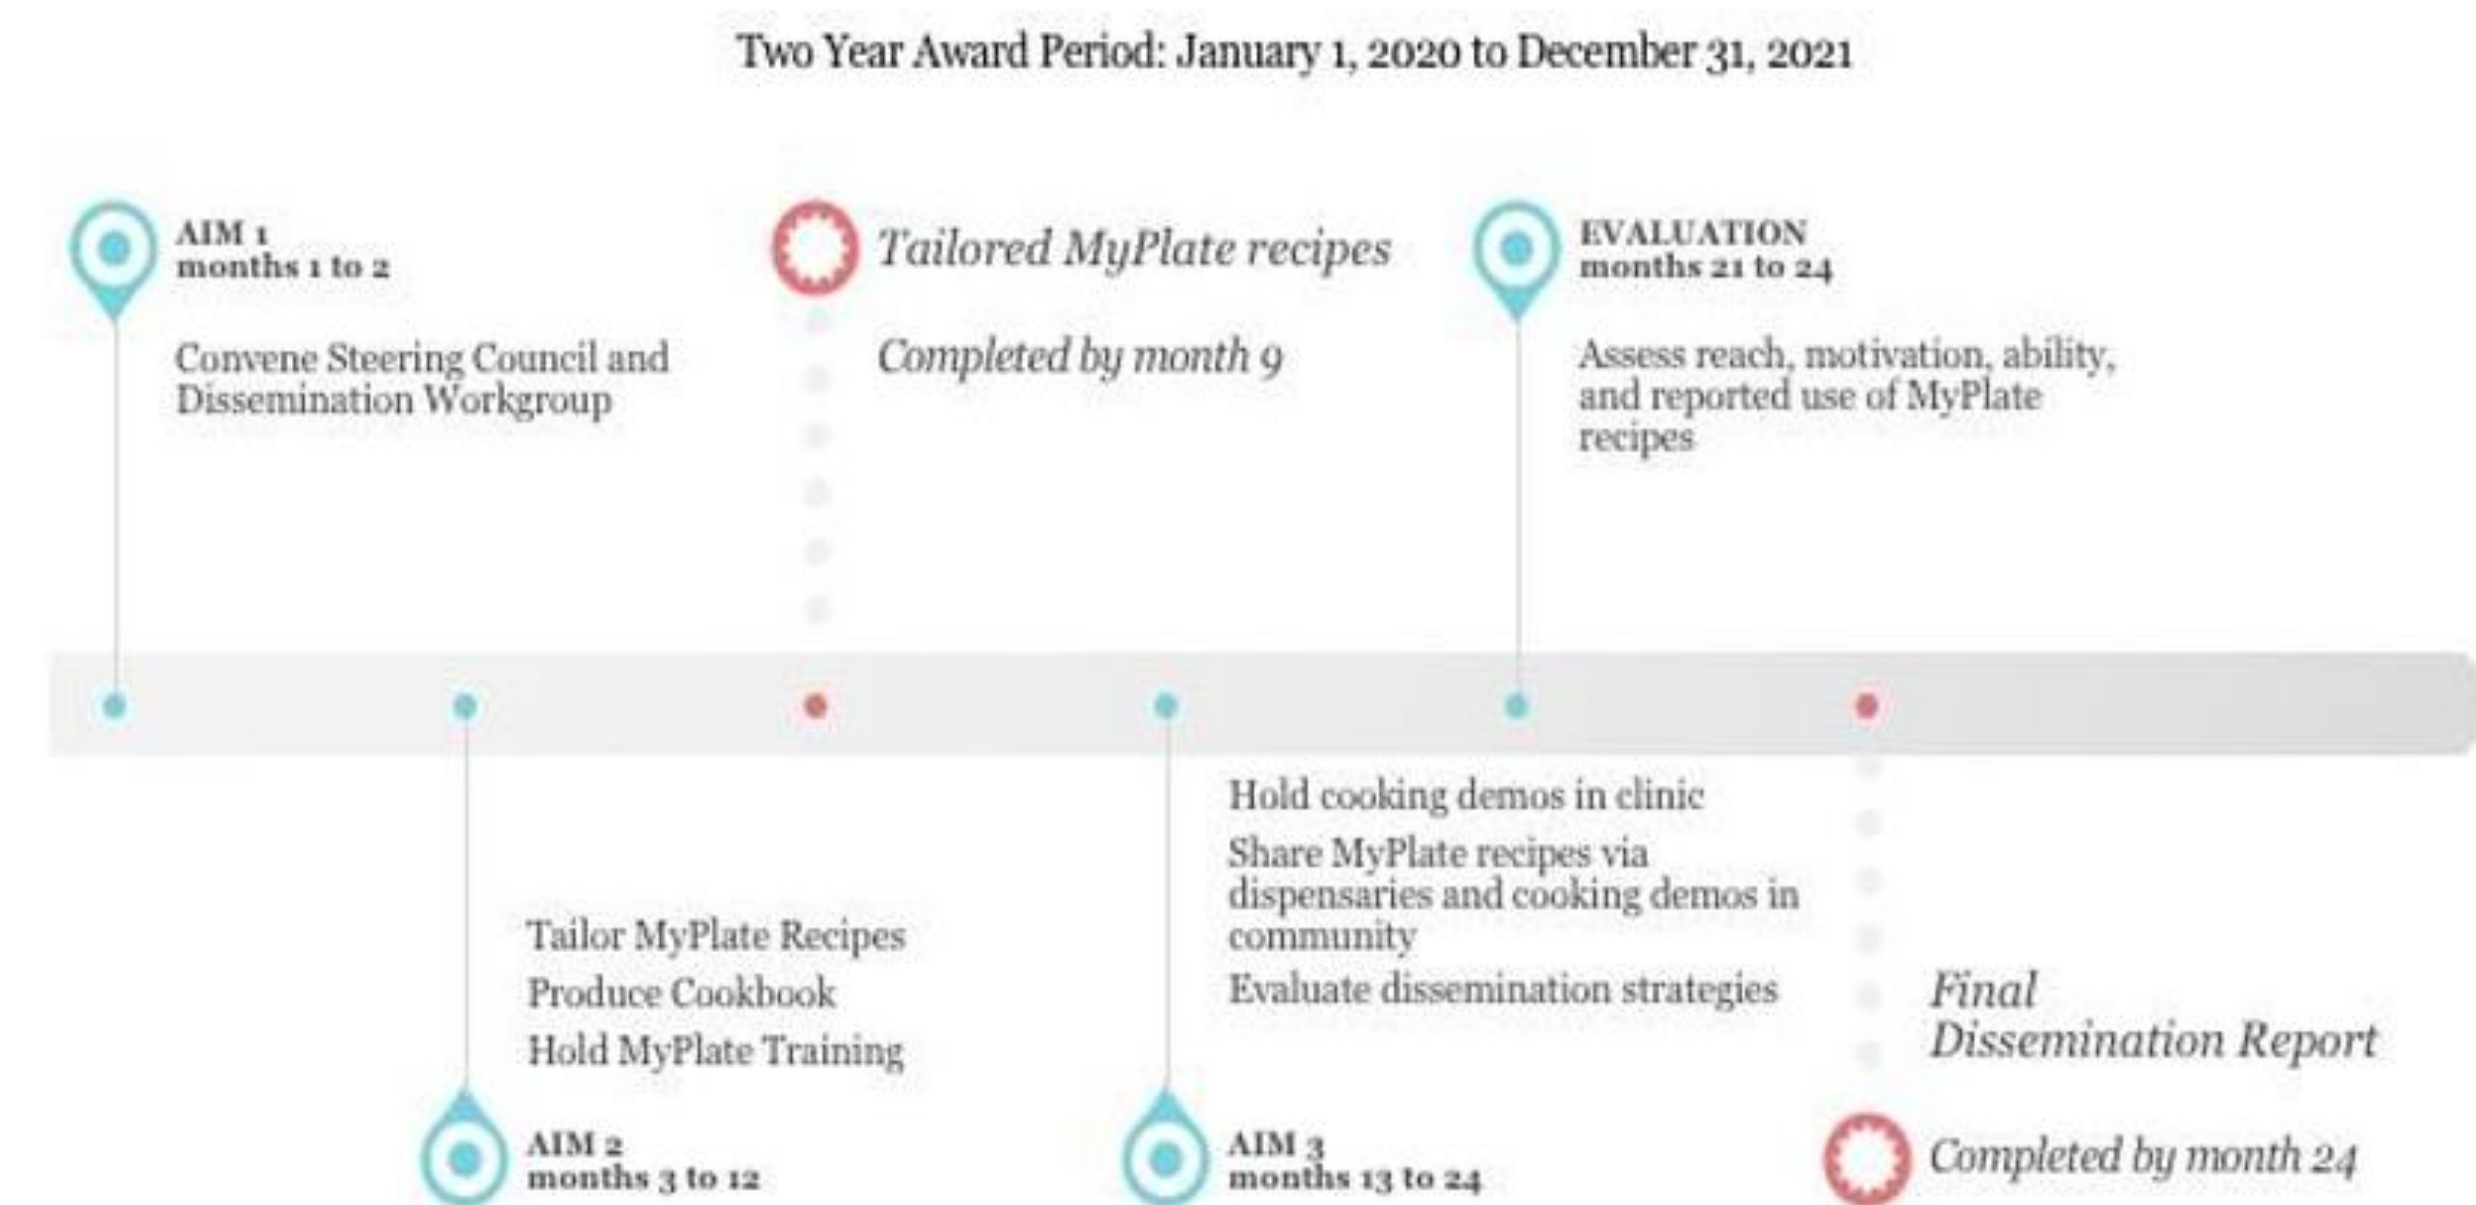 Two Year Award Period: January 1, 2020 to December 31, 2021
AIM 1
months 1 to 2
Convene Steering Council and
Dissemination Workgroup
Tailored MyPlate recipes
Completed by month 9
EVALUATION
months 21 to 24
Assess reach, motivation, ability,
and reported use of MyPlate
recipes
Tailor MyPlate Recipes
Produce Cookbook
Hold MyPlate Training
AIM 2
months 3 to 12
Hold cooking demos in clinic
Share MyPlate recipes via
dispensaries and cooking demos in
community
Evaluate dissemination strategies
AIM 3
months 13 to 24
Final
Dissemination Report
Completed by month 24